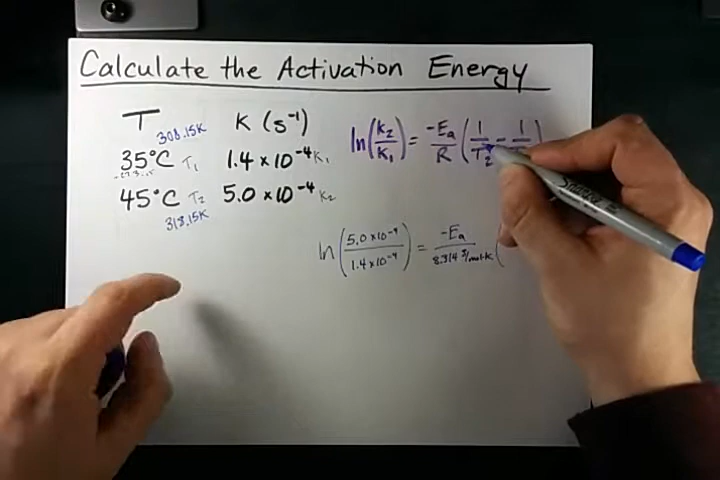 Calculate the Activation Energy
T K (s⁻¹)
308.15K
35°C T₁ 1.4 × 10⁻⁴ K₁
45°C T₂ 5.0 × 10⁻⁴ K₂
318.15K
ln(k₂/k₁) = -Eₐ/R (1/T₂ - 1/
ln(5.0×10⁻⁴/1.4×10⁻⁴) = -Eₐ/8.314 J/mol·K (
Sharpie